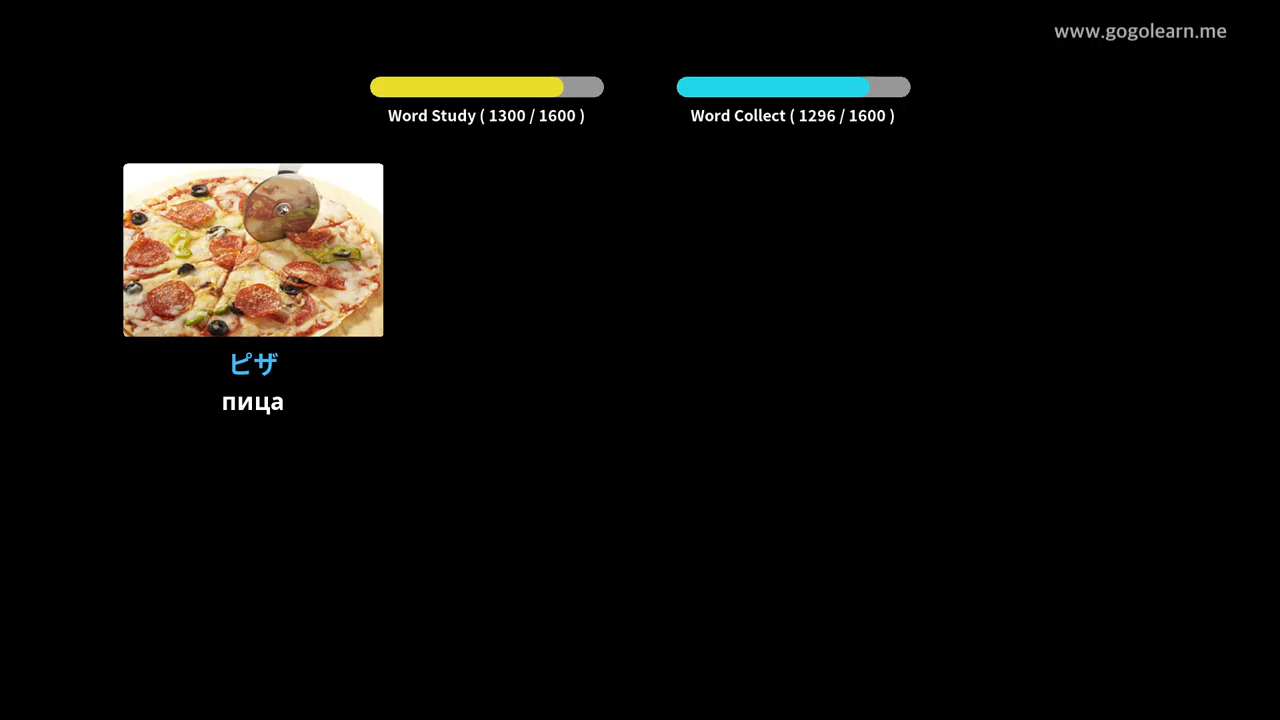 www.gogolearn.me
Word Study ( 1300 / 1600 )
Word Collect ( 1296 / 1600 )
ピザ
пица